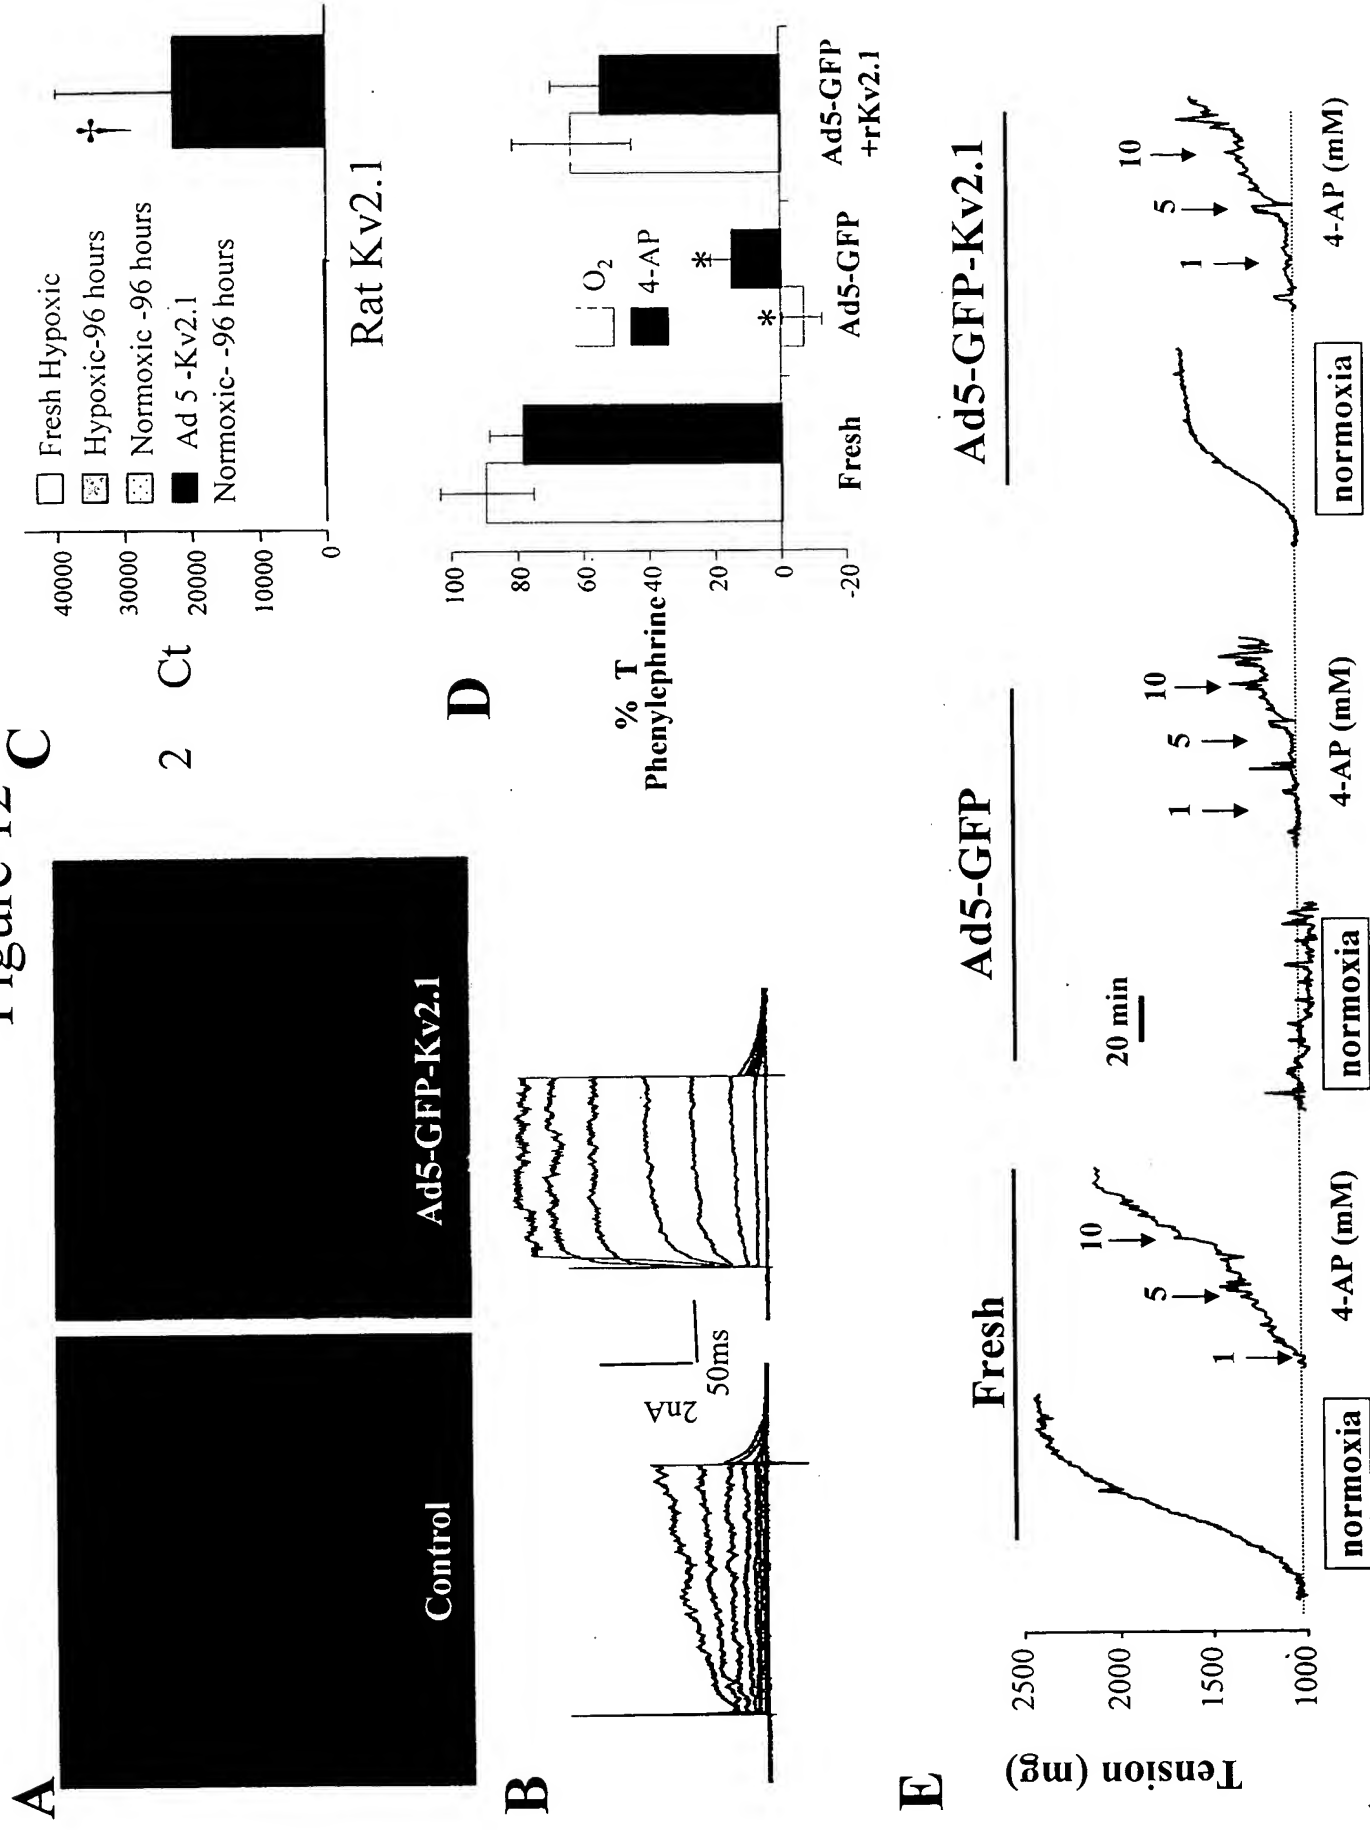 Figure 12
A
Control
Ad5-GFP-Kv2.1
B
2nA
50ms
C
2 Ct
40000
30000
20000
10000
0
Fresh Hypoxic
Hypoxic-96 hours
Normoxic -96 hours
Ad 5 -Kv2.1
Normoxic- -96 hours
†
Rat Kv2.1
D
% T
Phenylephrine
100
80
60
40
20
0
-20
O2
4-AP
*
*
Fresh
Ad5-GFP
Ad5-GFP
+rKv2.1
E
Tension (mg)
2500
2000
1500
1000
Fresh
normoxia
1
5
10
4-AP (mM)
Ad5-GFP
20 min
normoxia
1
5
10
4-AP (mM)
Ad5-GFP-Kv2.1
normoxia
1
5
10
4-AP (mM)